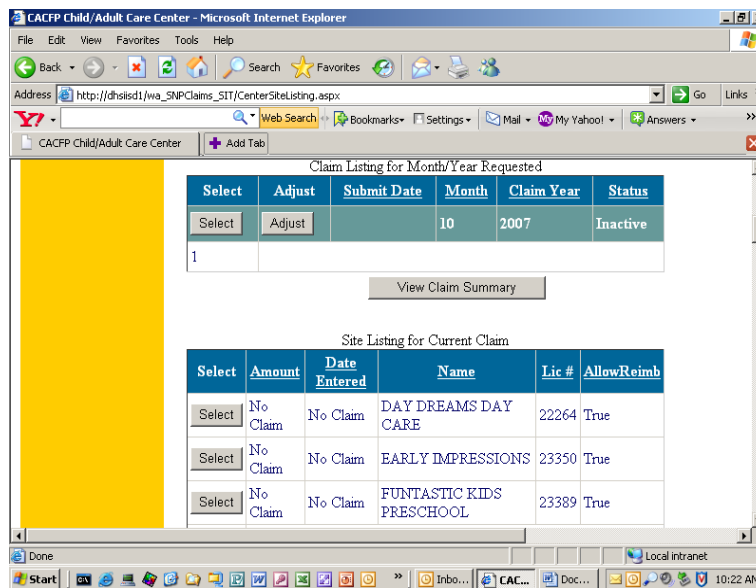 CACFP Child/Adult Care Center - Microsoft Internet Explorer
File Edit View Favorites Tools Help
Back Search Favorites
Address http://dhsiisd1/wa_SNPClaims_SIT/CenterSiteListing.aspx Go Links
Y! Web Search Bookmarks Settings Mail My Yahoo! Answers
CACFP Child/Adult Care Center Add Tab
Claim Listing for Month/Year Requested
Select Adjust Submit Date Month Claim Year Status
Select Adjust 10 2007 Inactive
1
View Claim Summary
Site Listing for Current Claim
Select Amount Date Entered Name Lic # AllowReimb
Select No Claim No Claim DAY DREAMS DAY CARE 22264 True
Select No Claim No Claim EARLY IMPRESSIONS 23350 True
Select No Claim No Claim FUNTASTIC KIDS PRESCHOOL 23389 True
Done Local intranet
Start Inbo... CAC... Doc... 10:22 AM